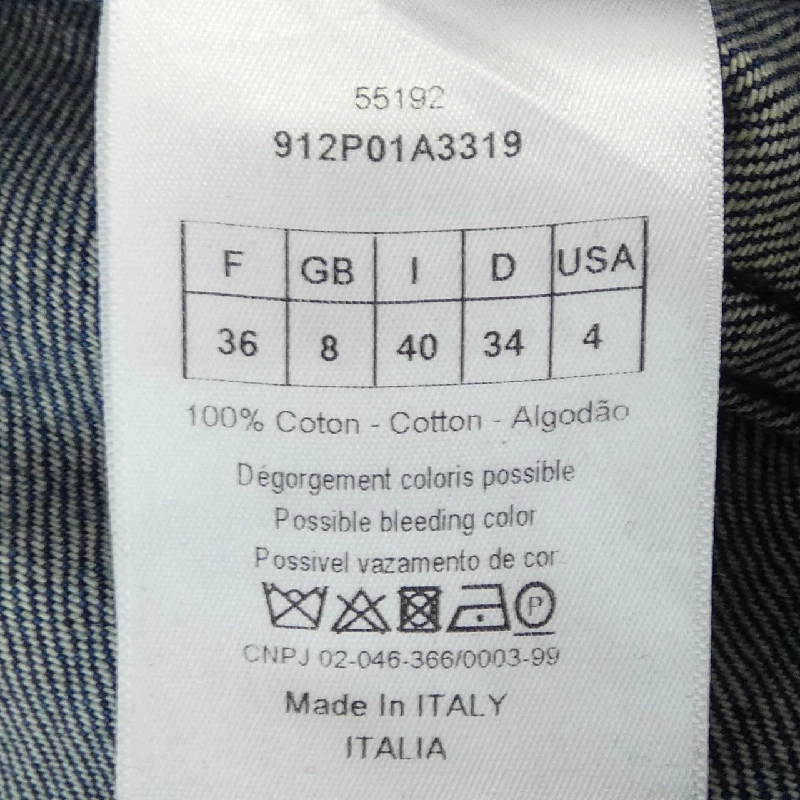 55192
912P01A3319
F GB I D USA
36 8 40 34 4
100% Coton - Cotton - Algodão
Dégorgement coloris possible
Possible bleeding color
Possivel vazamento de cor
P
CNPJ 02-046-366/0003-99
Made In ITALY
ITALIA